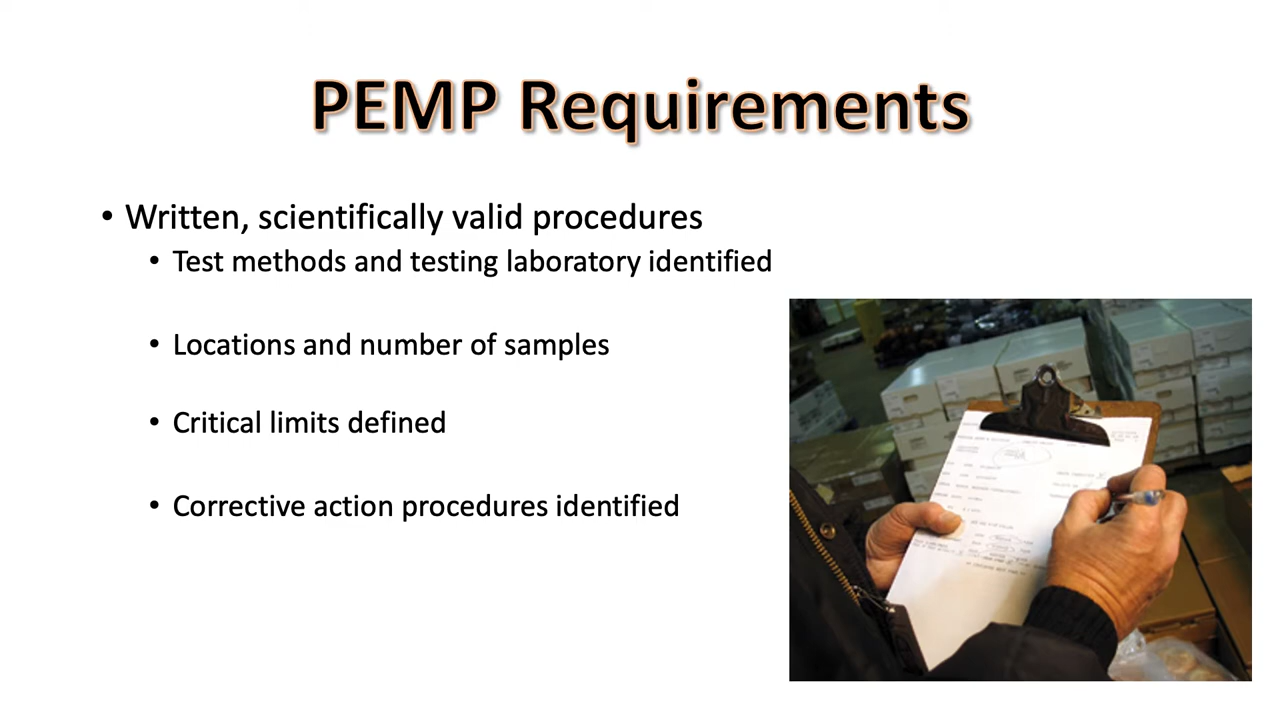 PEMP Requirements
• Written, scientifically valid procedures
• Test methods and testing laboratory identified
• Locations and number of samples
• Critical limits defined
• Corrective action procedures identified